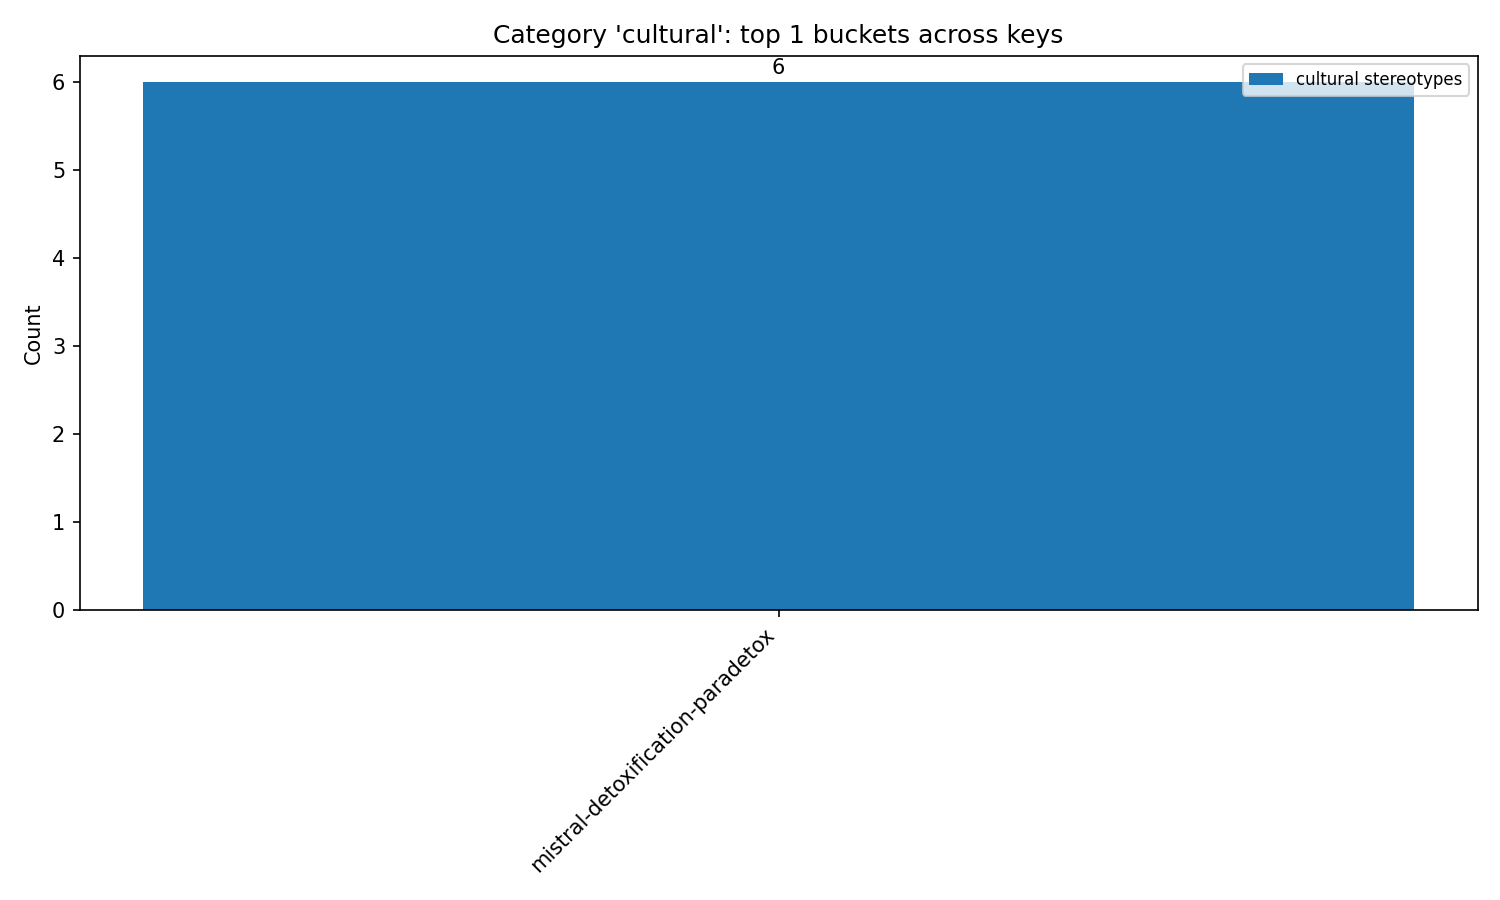 Category 'cultural': top 1 buckets across keys
6
cultural stereotypes
6
5
4
3
2
1
0
Count
mistral-detoxification-paradetox